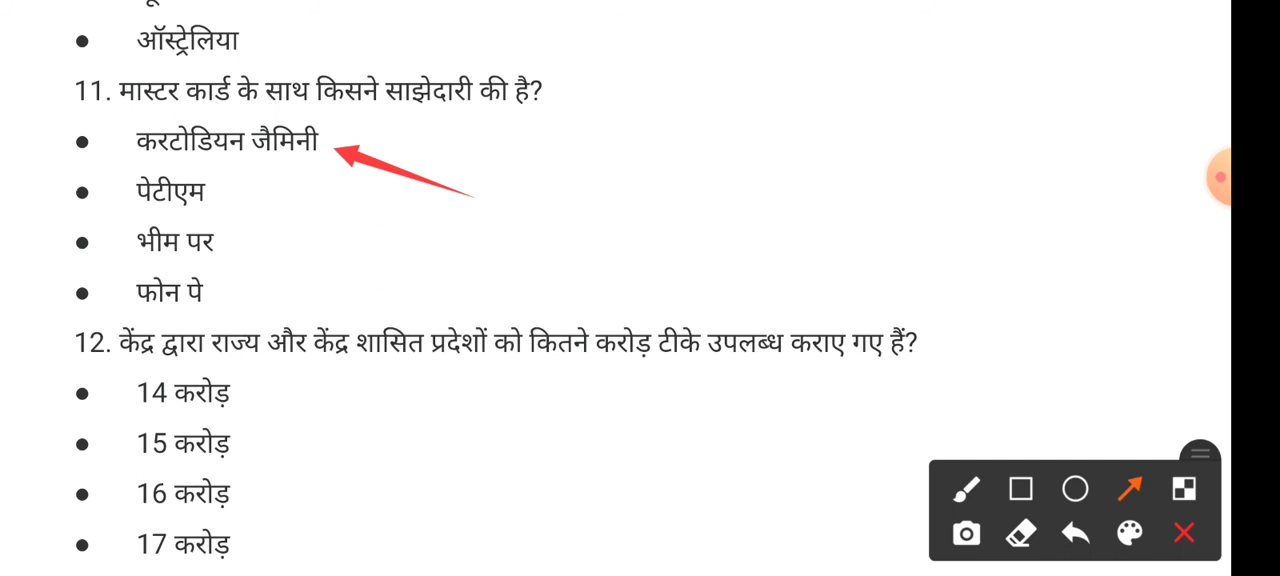 ऑस्ट्रेलिया
11. मास्टर कार्ड के साथ किसने साझेदारी की है?
करटोडियन जैमिनी
पेटीएम
भीम पर
फोन पे
12. केंद्र द्वारा राज्य और केंद्र शासित प्रदेशों को कितने करोड़ टीके उपलब्ध कराए गए हैं?
14 करोड़
15 करोड़
16 करोड़
17 करोड़